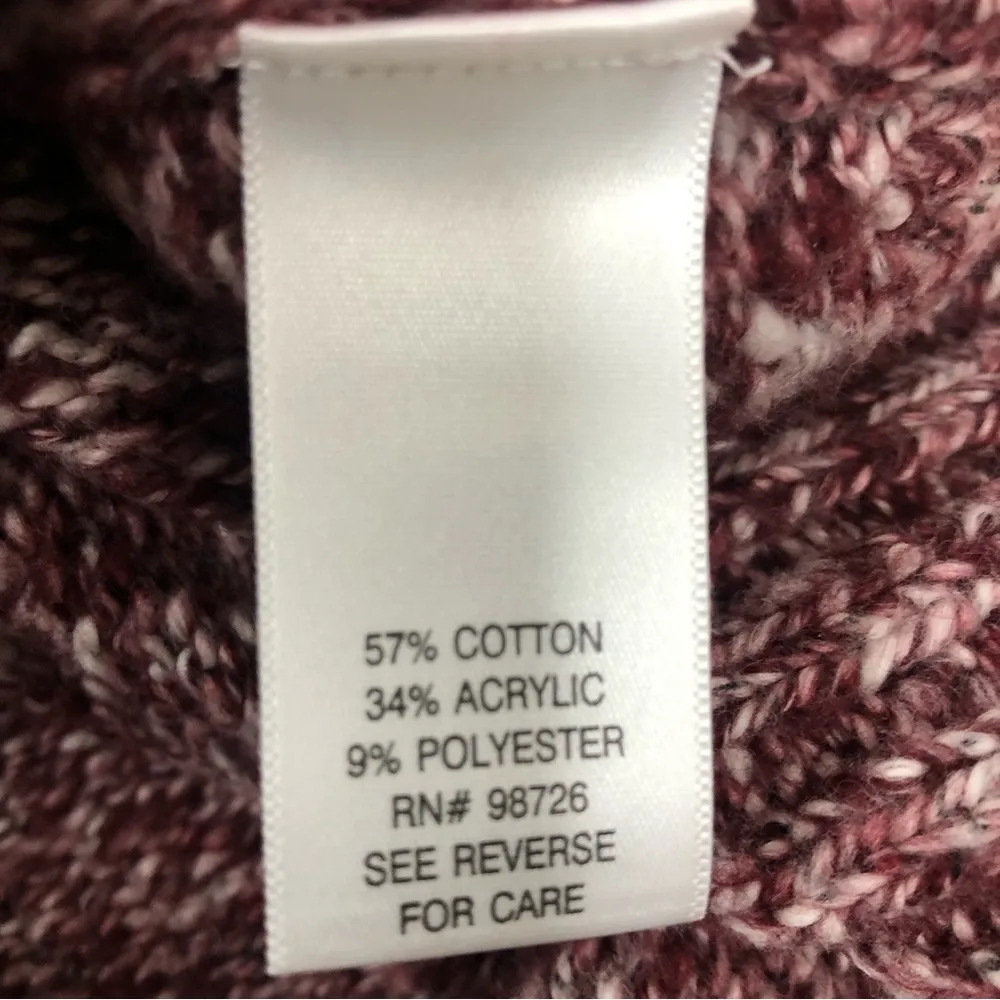 57% COTTON
34% ACRYLIC
9% POLYESTER
RN# 98726
SEE REVERSE
FOR CARE